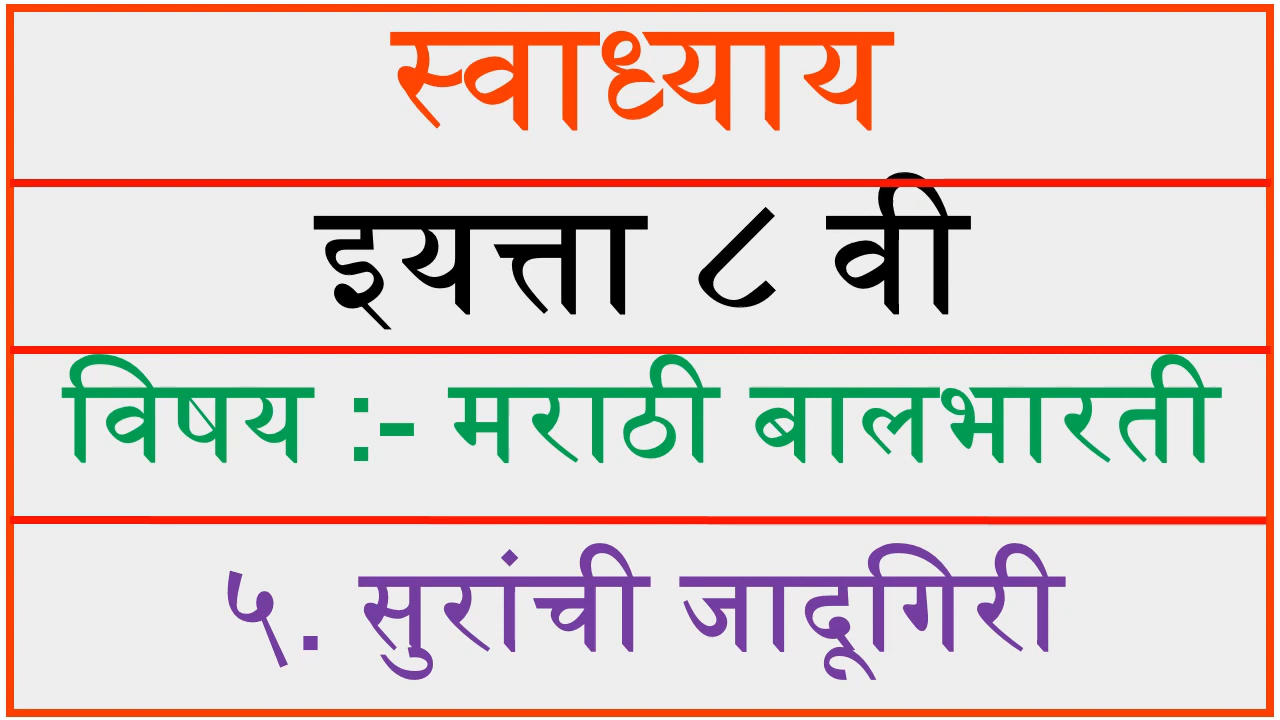 स्वाध्याय
इयत्ता ८ वी
विषय :- मराठी बालभारती
५. सुरांची जादूगिरी